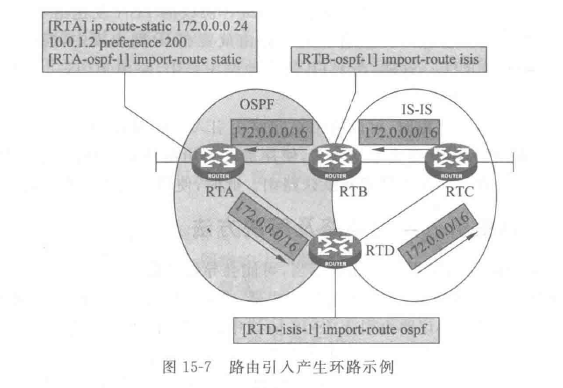 [RTA] ip route-static 172.0.0.0 24
10.0.1.2 preference 200
[RTA-ospf-1] import-route static
[RTB-ospf-1] import-route isis
OSPF
IS-IS
172.0.0.0/16
172.0.0.0/16
ROUTER
ROUTER
ROUTER
RTA
RTB
RTC
172.0.0.0/16
172.0.0.0/16
ROUTER
RTD
[RTD-isis-1] import-route ospf
图 15-7 路由引入产生环路示例